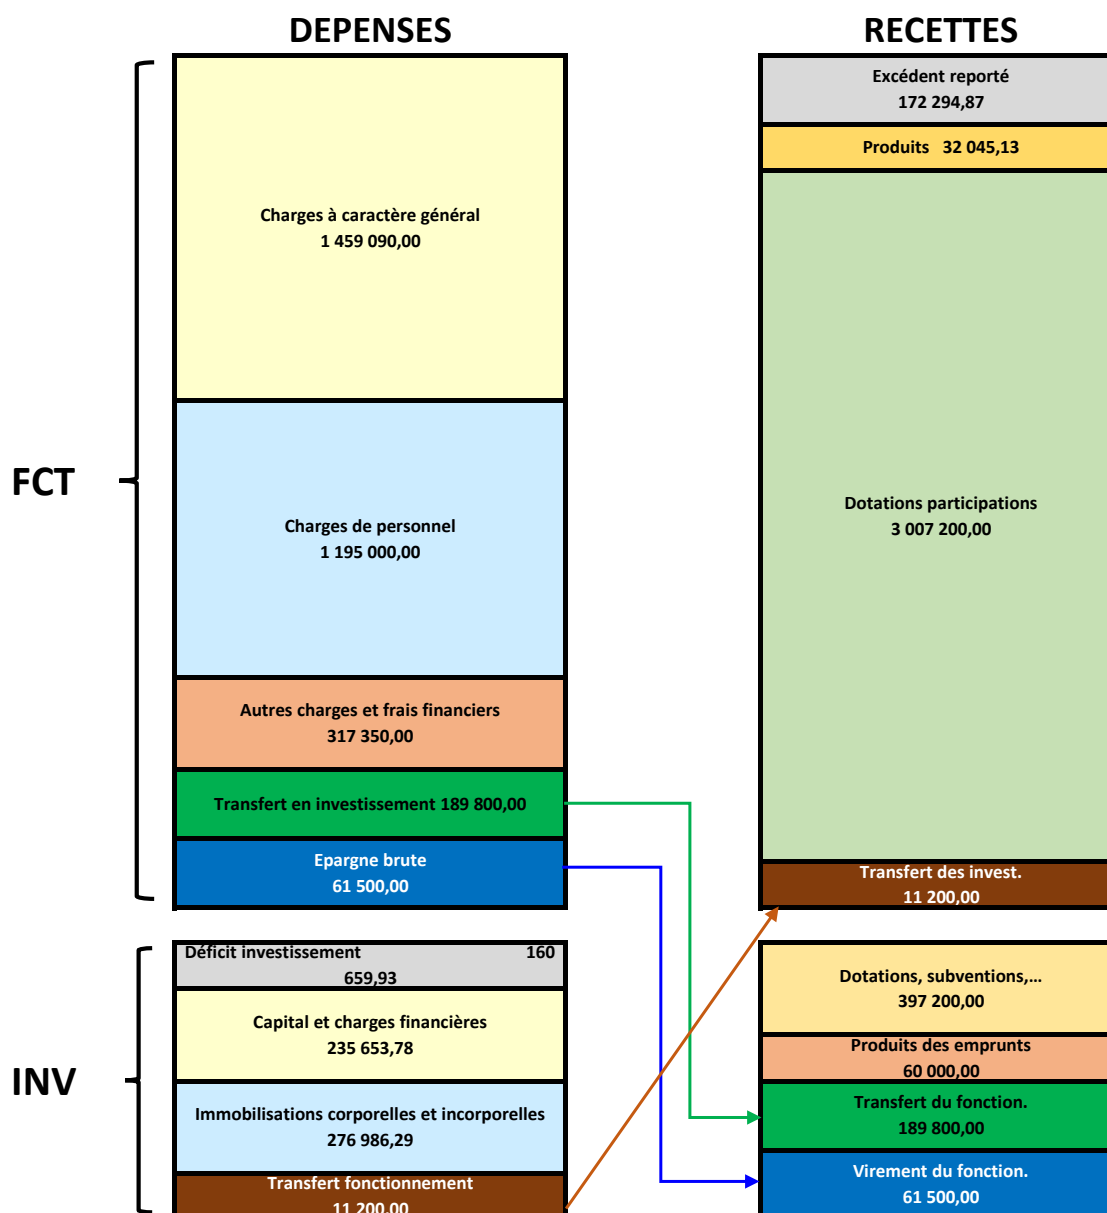 DEPENSES
RECETTES
FCT
Charges à caractère général
1 459 090,00
Charges de personnel
1 195 000,00
Autres charges et frais financiers
317 350,00
Transfert en investissement 189 800,00
Epargne brute
61 500,00
Excédent reporté
172 294,87
Produits 32 045,13
Dotations participations
3 007 200,00
Transfert des invest.
11 200,00
INV
Déficit investissement 160
659,93
Capital et charges financières
235 653,78
Immobilisations corporelles et incorporelles
276 986,29
Transfert fonctionnement
11 200,00
Dotations, subventions,...
397 200,00
Produits des emprunts
60 000,00
Transfert du fonction.
189 800,00
Virement du fonction.
61 500,00